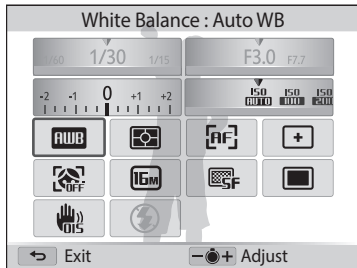 White Balance : Auto WB
1/60 1/30 1/15 F3.0 F7.7
-2 -1 0 +1 +2 ISO AUTO ISO 100 ISO 200
AWB AF +
OFF 16M SF
OIS
Exit - + Adjust